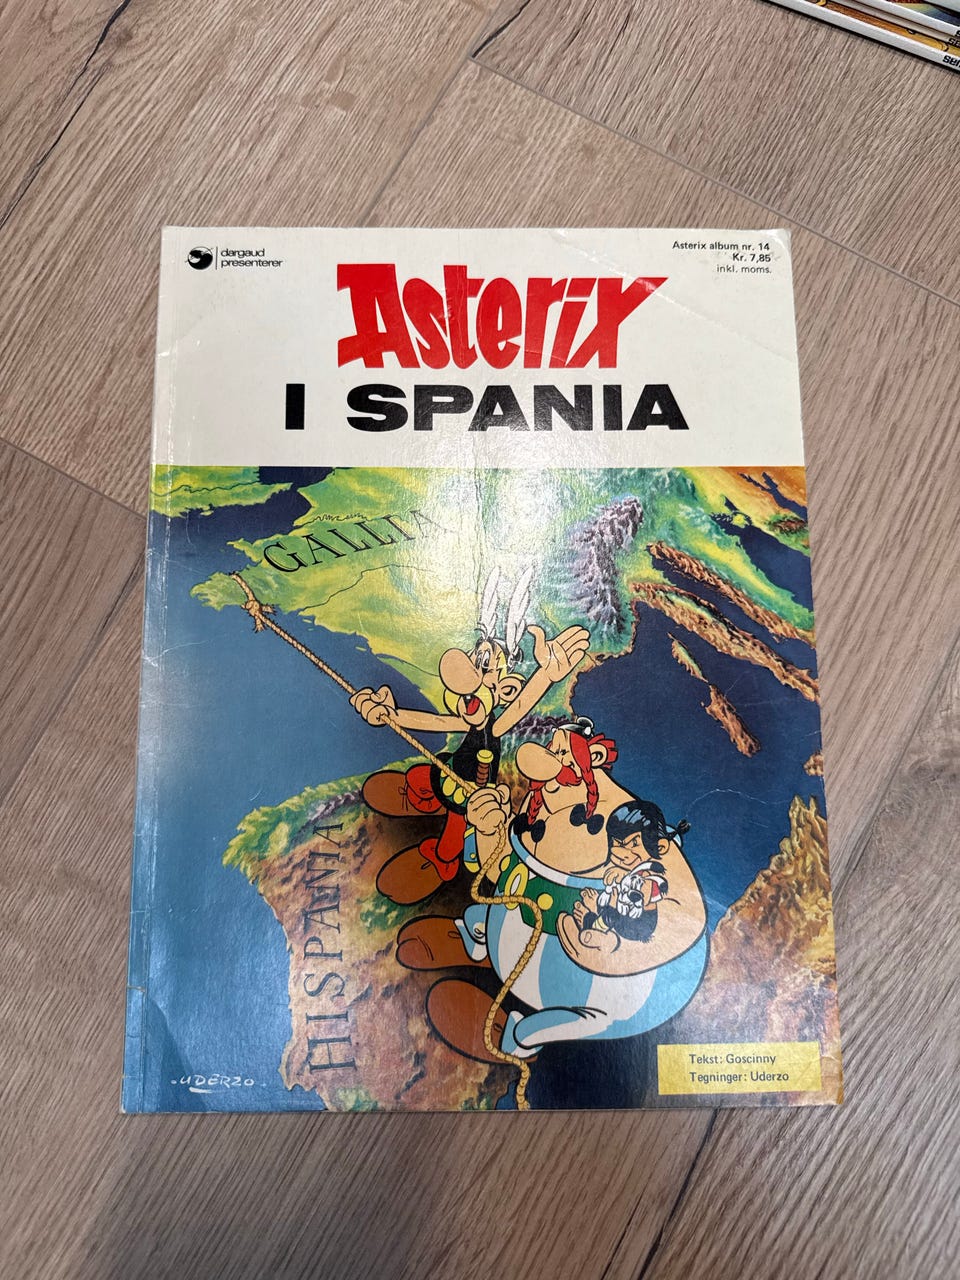 dargaud
presenterer
Asterix album nr. 14
Kr. 7,85
inkl. moms.
Asterix
I SPANIA
GALLIA
HISPANIA
.UDERZO.
Tekst: Goscinny
Tegninger: Uderzo